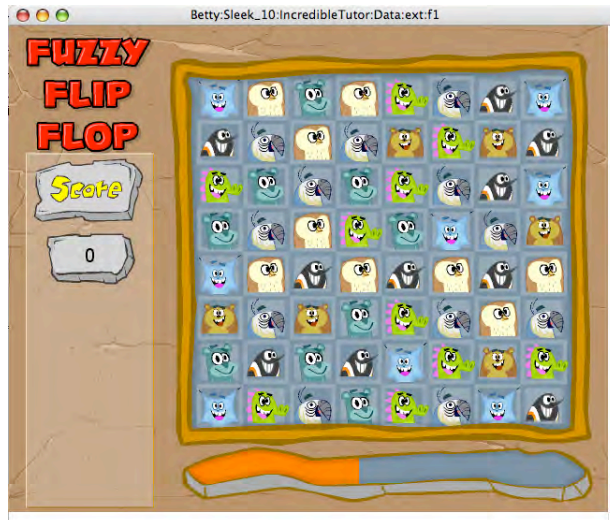 Betty:Sleek_10:IncredibleTutor:Data:ext:f1
FUZZY
FLIP
FLOP
Score
0